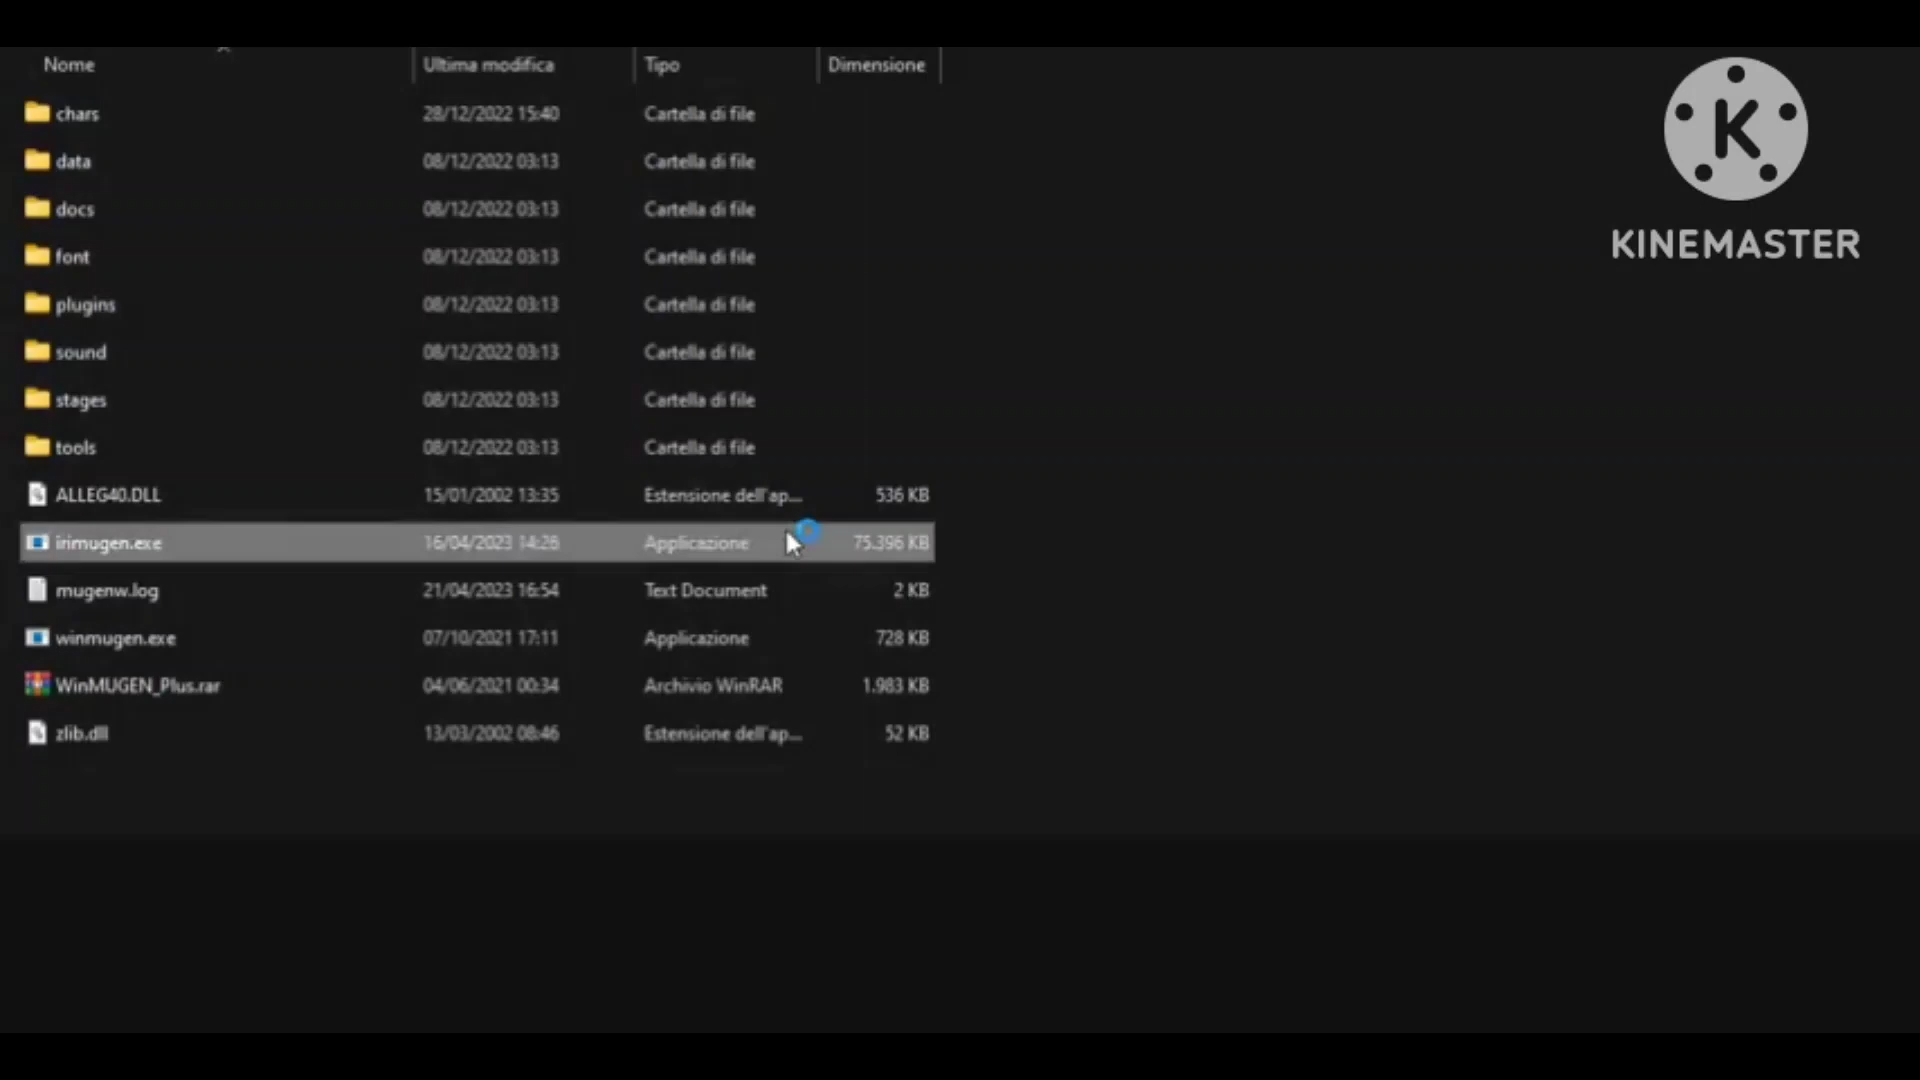 Nome Ultima modifica Tipo Dimensione
chars 28/12/2022 15:40 Cartella di file
data 08/12/2022 03:13 Cartella di file
docs 08/12/2022 03:13 Cartella di file
font 08/12/2022 03:13 Cartella di file
plugins 08/12/2022 03:13 Cartella di file
sound 08/12/2022 03:13 Cartella di file
stages 08/12/2022 03:13 Cartella di file
tools 08/12/2022 03:13 Cartella di file
ALLEG40.DLL 15/01/2002 13:35 Estensione dell'ap... 536 KB
irimugen.exe 16/04/2023 14:26 Applicazione 75.396 KB
mugenw.log 21/04/2023 16:54 Text Document 2 KB
winmugen.exe 07/10/2021 17:11 Applicazione 728 KB
WinMUGEN_Plus.rar 04/06/2021 00:34 Archivio WinRAR 1.983 KB
zlib.dll 13/03/2002 08:46 Estensione dell'ap... 52 KB
K
KINEMASTER